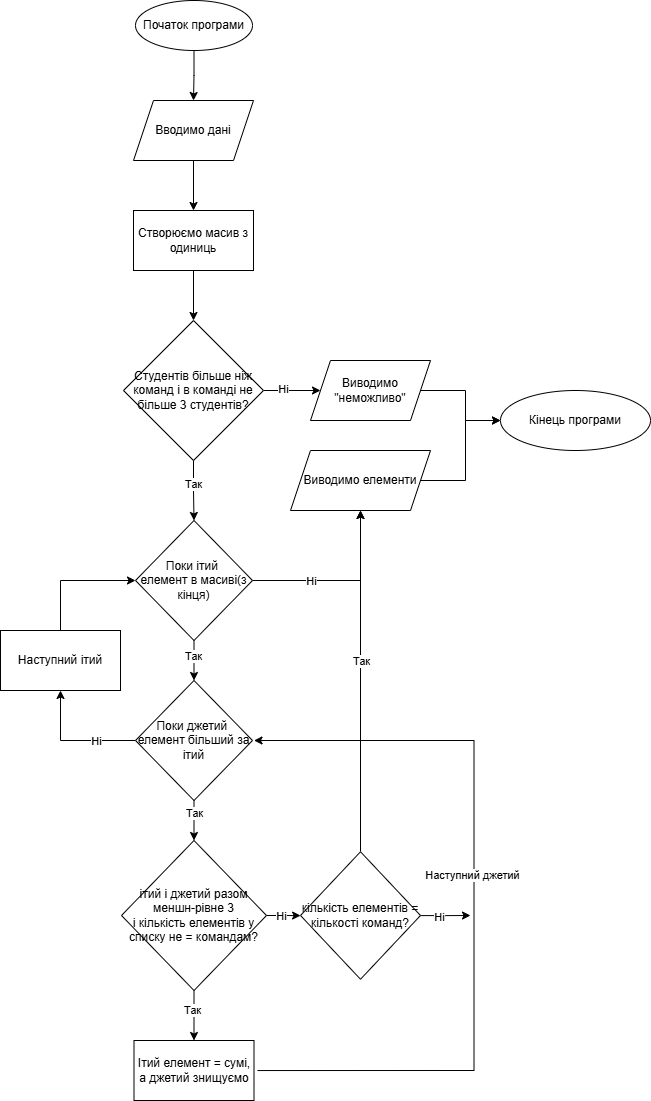 Початок програми
Вводимо дані
Створюємо масив з
одиниць
Студентів більше ніж
команд і в команді не
більше 3 студентів?
Ні
Виводимо
"неможливо"
Кінець програми
Виводимо елементи
Так
Поки ітий
елемент в масиві(з
кінця)
Ні
Наступний ітий
Так
Так
Поки джетий
елемент більший за
ітий
Ні
Так
Наступний джетий
ітий і джетий разом
меншн-рівне 3
і кількість елементів у
списку не = командам?
Ні
кількість елементів =
кількості команд?
Ні
Так
Ітий елемент = сумі,
а джетий знищуємо